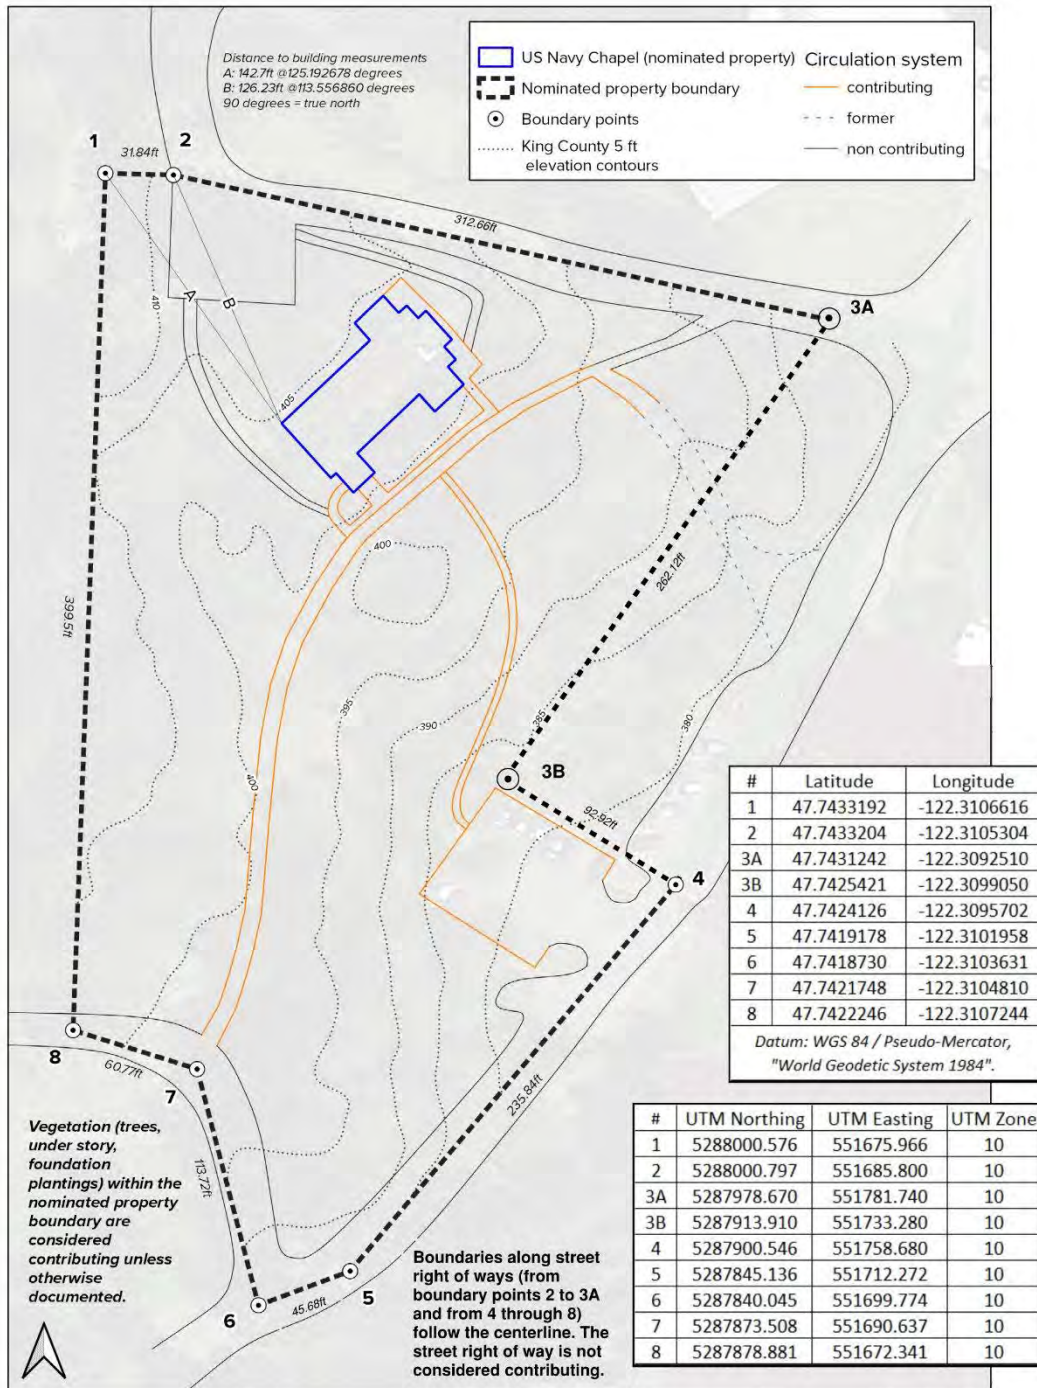 Distance to building measurements
A: 142.7ft @125.192678 degrees
B: 126.23ft @113.556860 degrees
90 degrees = true north
US Navy Chapel (nominated property)
Nominated property boundary
Boundary points
King County 5 ft
elevation contours
Circulation system
contributing
former
non contributing
1
2
31.84ft
312.66ft
3A
A
B
410
405
400
399.5ft
262.12ft
395
390
385
380
400
3B
92.92ft
4
# Latitude Longitude
1 47.7433192 -122.3106616
2 47.7433204 -122.3105304
3A 47.7431242 -122.3092510
3B 47.7425421 -122.3099050
4 47.7424126 -122.3095702
5 47.7419178 -122.3101958
6 47.7418730 -122.3103631
7 47.7421748 -122.3104810
8 47.7422246 -122.3107244
Datum: WGS 84 / Pseudo-Mercator,
"World Geodetic System 1984".
8
60.77ft
7
235.84ft
113.72ft
6
45.68ft
5
# UTM Northing UTM Easting UTM Zone
1 5288000.576 551675.966 10
2 5288000.797 551685.800 10
3A 5287978.670 551781.740 10
3B 5287913.910 551733.280 10
4 5287900.546 551758.680 10
5 5287845.136 551712.272 10
6 5287840.045 551699.774 10
7 5287873.508 551690.637 10
8 5287878.881 551672.341 10
Vegetation (trees,
under story,
foundation
plantings) within the
nominated property
boundary are
considered
contributing unless
otherwise
documented.
Boundaries along street
right of ways (from
boundary points 2 to 3A
and from 4 through 8)
follow the centerline. The
street right of way is not
considered contributing.